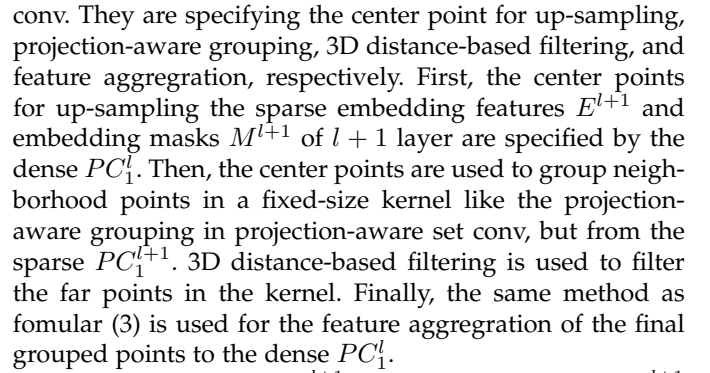 conv. They are specifying the center point for up-sampling,
projection-aware grouping, 3D distance-based filtering, and
feature aggregration, respectively. First, the center points
for up-sampling the sparse embedding features $E^{l+1}$ and
embedding masks $M^{l+1}$ of $l+1$ layer are specified by the
dense $PC_1^l$. Then, the center points are used to group neigh-
borhood points in a fixed-size kernel like the projection-
aware grouping in projection-aware set conv, but from the
sparse $PC_1^{l+1}$. 3D distance-based filtering is used to filter
the far points in the kernel. Finally, the same method as
fomular (3) is used for the feature aggregration of the final
grouped points to the dense $PC_1^l$.